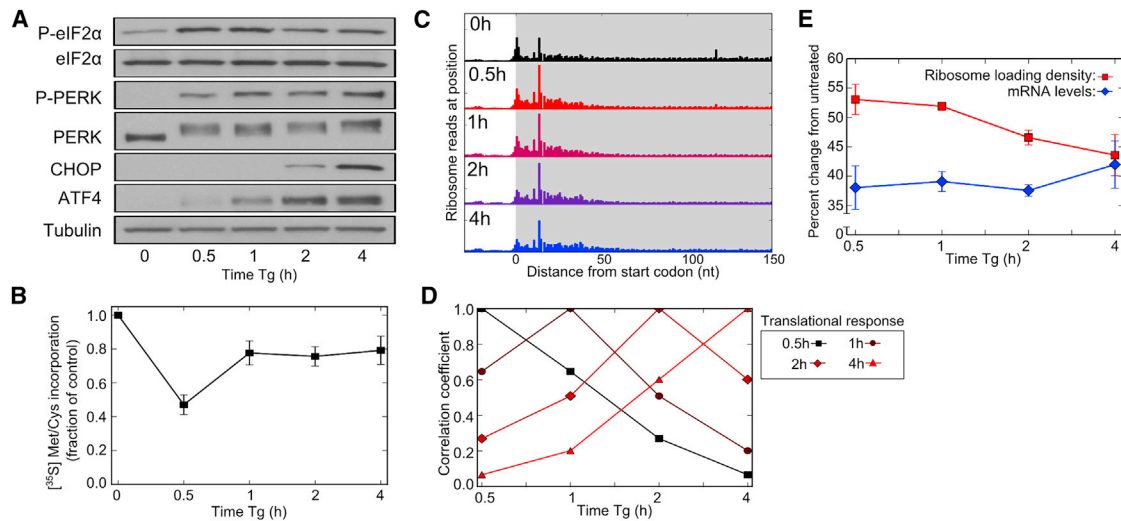 A
P-eIF2α
eIF2α
P-PERK
PERK
CHOP
ATF4
Tubulin
0 0.5 1 2 4
Time Tg (h)
B
[³⁵S] Met/Cys incorporation
(fraction of control)
1.0
0.8
0.6
0.4
0.2
0.0
0 0.5 1 2 4
Time Tg (h)
C
Ribosome reads at position
0h
0.5h
1h
2h
4h
0 50 100 150
Distance from start codon (nt)
D
Correlation coefficient
1.0
0.8
0.6
0.4
0.2
0.0
0.5 1 2 4
Time Tg (h)
Translational response
0.5h 1h
2h 4h
E
Percent change from untreated
60
55
50
45
40
35
0
Ribosome loading density:
mRNA levels:
0.5 1 2 4
Time Tg (h)